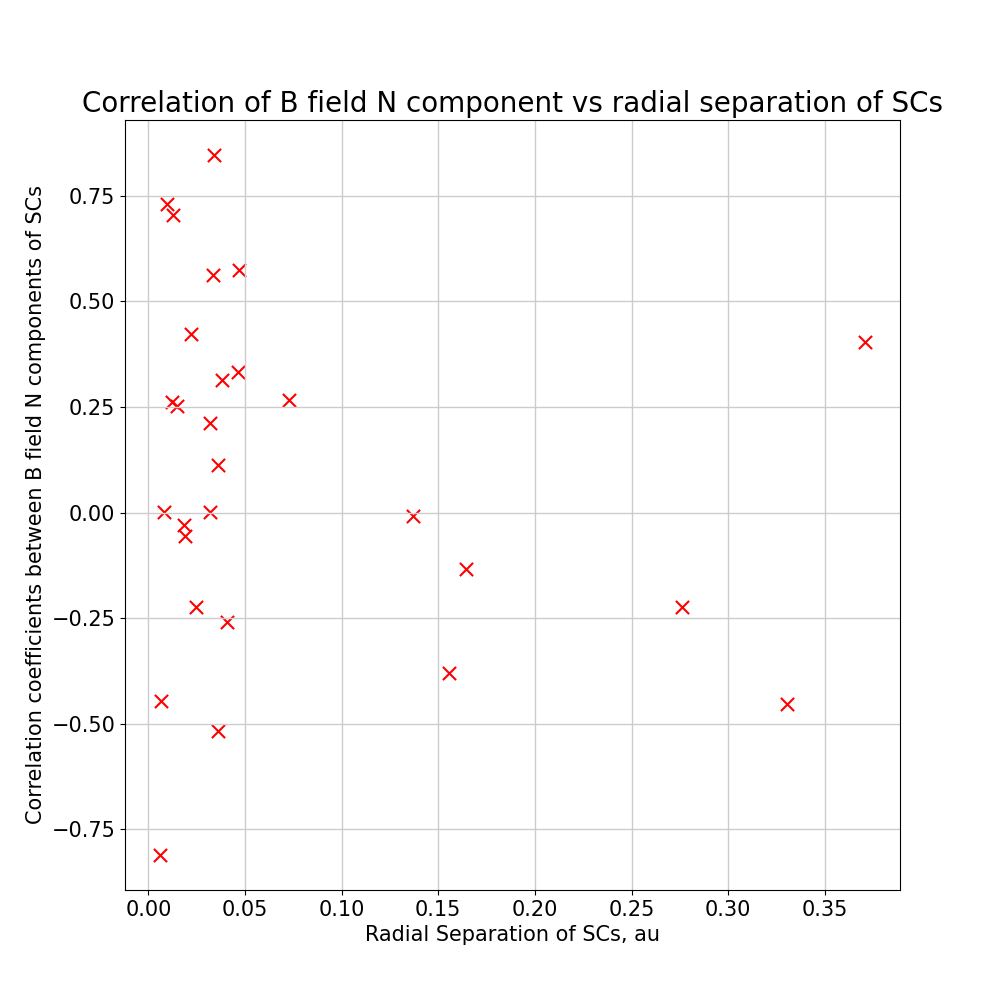 Correlation of B field N component vs radial separation of SCs
Correlation coefficients between B field N components of SCs
0.75
0.50
0.25
0.00
−0.25
−0.50
−0.75
0.00 0.05 0.10 0.15 0.20 0.25 0.30 0.35
Radial Separation of SCs, au